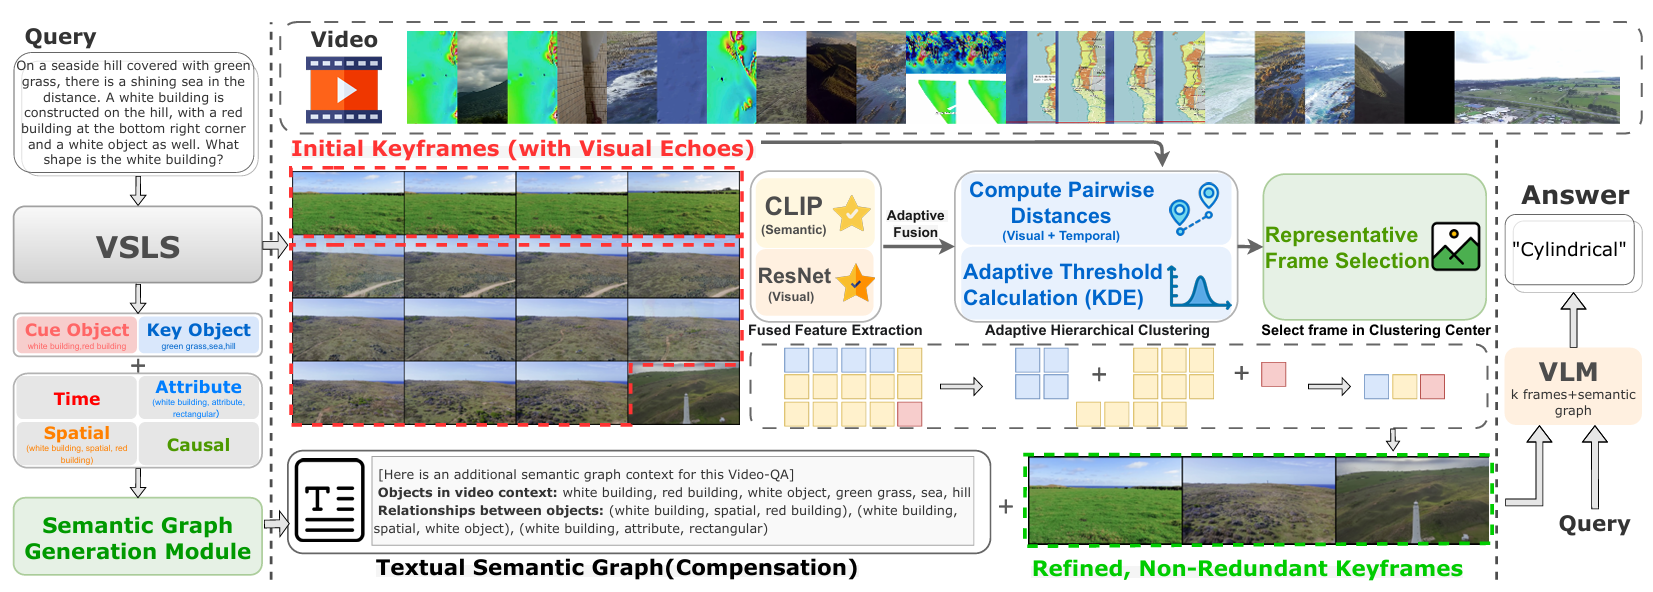 Query
On a seaside hill covered with green
grass, there is a shining sea in the
distance. A white building is
constructed on the hill, with a red
building at the bottom right corner
and a white object as well. What
shape is the white building?
VSLS
Cue Object
white building,red building
Key Object
green grass,sea,hill
+
Time
Attribute
(white building, attribute,
rectangular)
Spatial
(white building, spatial, red
building)
Causal
Semantic Graph
Generation Module
Video
Initial Keyframes (with Visual Echoes)
CLIP
(Semantic)
ResNet
(Visual)
Fused Feature Extraction
Adaptive
Fusion
Compute Pairwise
Distances
(Visual + Temporal)
Adaptive Threshold
Calculation (KDE)
Adaptive Hierarchical Clustering
Representative
Frame Selection
Select frame in Clustering Center
+
+
[Here is an additional semantic graph context for this Video-QA]
Objects in video context: white building, red building, white object, green grass, sea, hill
Relationships between objects: (white building, spatial, red building), (white building,
spatial, white object), (white building, attribute, rectangular)
Textual Semantic Graph(Compensation)
+
Refined, Non-Redundant Keyframes
Answer
"Cylindrical"
VLM
k frames+semantic
graph
Query